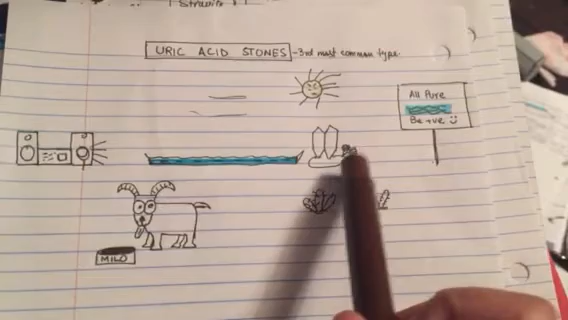 Struvite
URIC ACID STONES - 3rd most common type.
All Pure
Be +ve
MILO